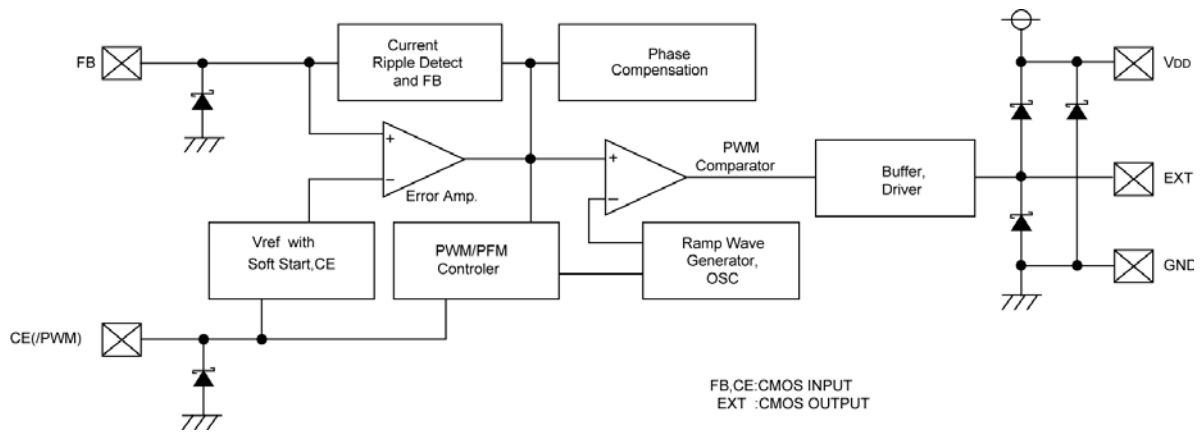 FB
Current
Ripple Detect
and FB
Phase
Compensation
VDD
+
−
Error Amp.
+
−
PWM
Comparator
Buffer,
Driver
EXT
Vref with
Soft Start,CE
PWM/PFM
Controler
Ramp Wave
Generator,
OSC
GND
CE(/PWM)
FB,CE:CMOS INPUT
EXT :CMOS OUTPUT